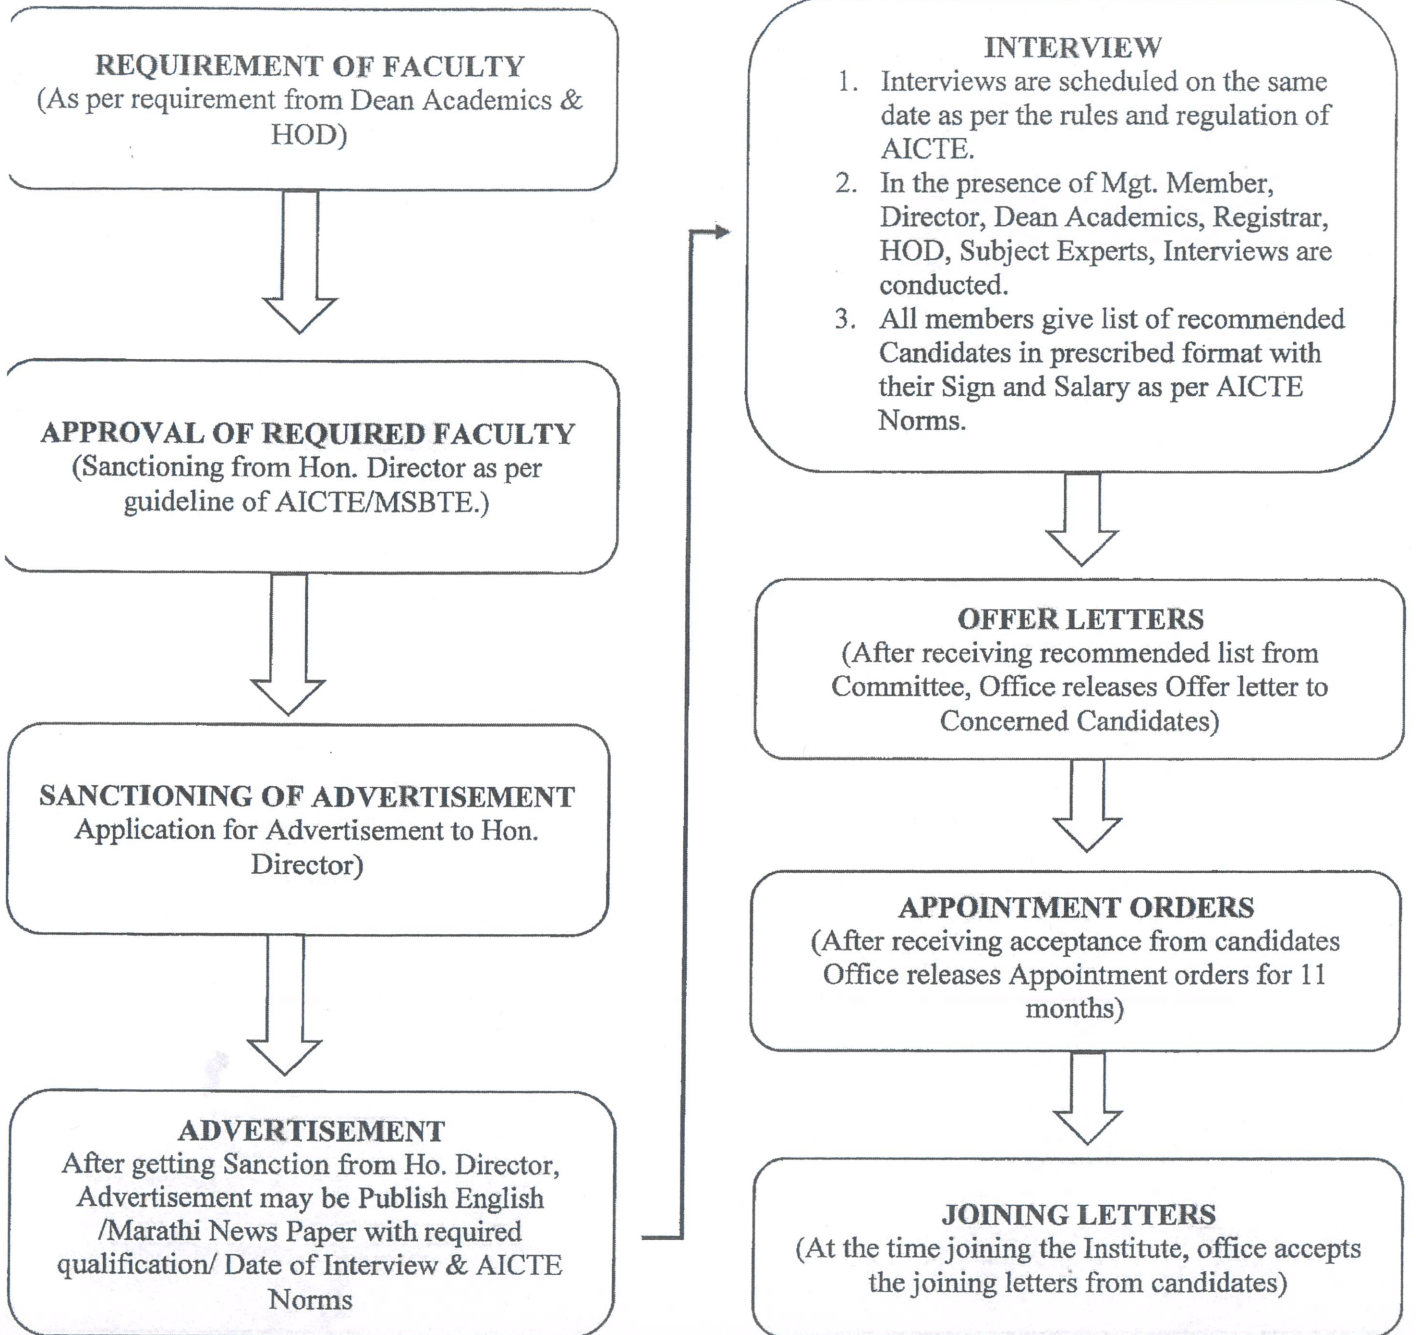 REQUIREMENT OF FACULTY
(As per requirement from Dean Academics &
HOD)
APPROVAL OF REQUIRED FACULTY
(Sanctioning from Hon. Director as per
guideline of AICTE/MSBTE.)
SANCTIONING OF ADVERTISEMENT
Application for Advertisement to Hon.
Director)
ADVERTISEMENT
After getting Sanction from Ho. Director,
Advertisement may be Publish English
/Marathi News Paper with required
qualification/ Date of Interview & AICTE
Norms
INTERVIEW
1. Interviews are scheduled on the same
date as per the rules and regulation of
AICTE.
2. In the presence of Mgt. Member,
Director, Dean Academics, Registrar,
HOD, Subject Experts, Interviews are
conducted.
3. All members give list of recommended
Candidates in prescribed format with
their Sign and Salary as per AICTE
Norms.
OFFER LETTERS
(After receiving recommended list from
Committee, Office releases Offer letter to
Concerned Candidates)
APPOINTMENT ORDERS
(After receiving acceptance from candidates
Office releases Appointment orders for 11
months)
JOINING LETTERS
(At the time joining the Institute, office accepts
the joining letters from candidates)